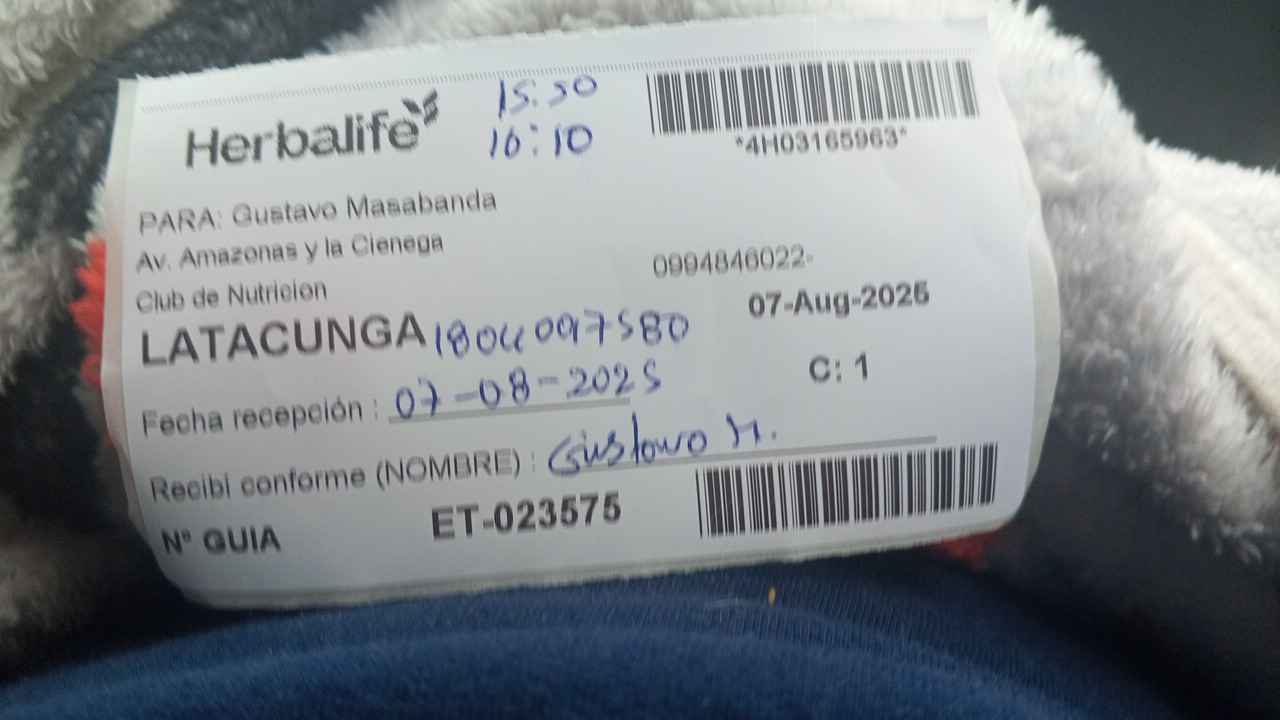 Herbalife
15:50
16:10
*4H03165963*
PARA: Gustavo Masabanda
Av. Amazonas y la Cienega
0994846022-
Club de Nutricion
07-Aug-2025
LATACUNGA 1804097580
C: 1
Fecha recepción : 07-08-2025
Recibi conforme (NOMBRE) : Gustavo M.
Nº GUIA ET-023575